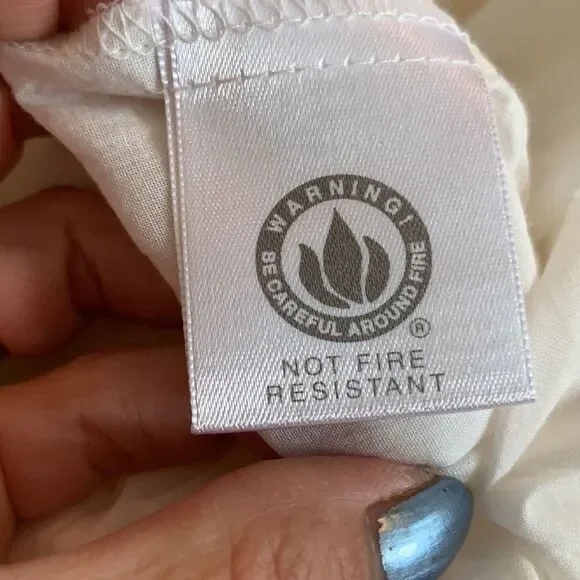 WARNING!
BE CAREFUL AROUND FIRE
®
NOT FIRE
RESISTANT